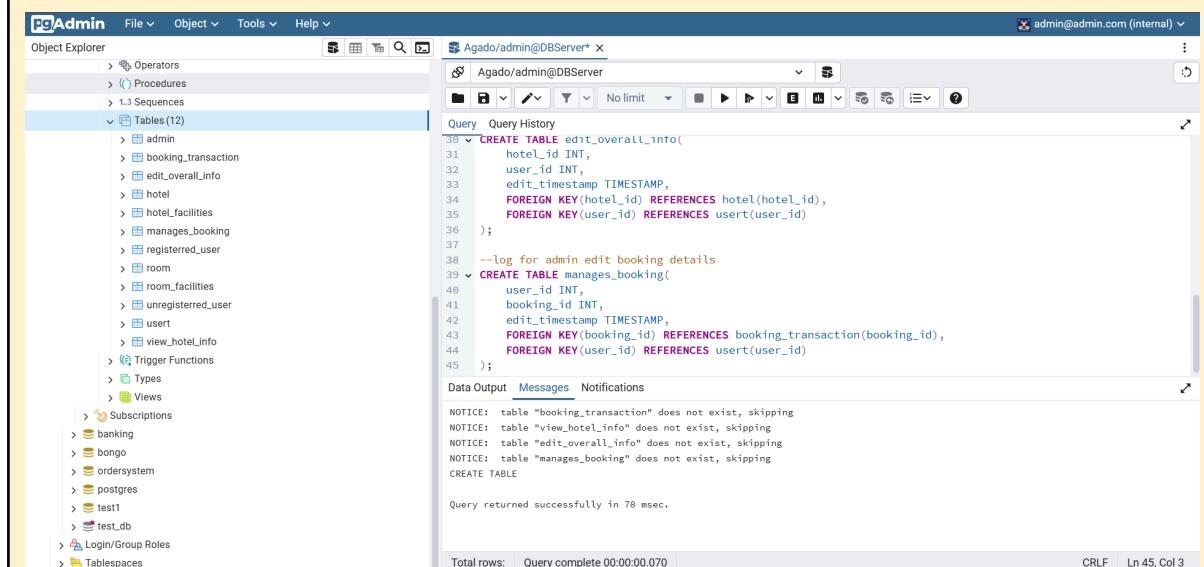 pgAdmin File Object Tools Help admin@admin.com (internal)
Object Explorer
Operators
Procedures
1..3 Sequences
Tables (12)
admin
booking_transaction
edit_overall_info
hotel
hotel_facilities
manages_booking
registerred_user
room
room_facilities
unregisterred_user
usert
view_hotel_info
Trigger Functions
Types
Views
Subscriptions
banking
bongo
ordersystem
postgres
test1
test_db
Login/Group Roles
Tablespaces
Agado/admin@DBServer*
Agado/admin@DBServer
No limit
Query Query History
30 CREATE TABLE edit_overall_info(
31 hotel_id INT,
32 user_id INT,
33 edit_timestamp TIMESTAMP,
34 FOREIGN KEY(hotel_id) REFERENCES hotel(hotel_id),
35 FOREIGN KEY(user_id) REFERENCES usert(user_id)
36 );
37
38 --log for admin edit booking details
39 CREATE TABLE manages_booking(
40 user_id INT,
41 booking_id INT,
42 edit_timestamp TIMESTAMP,
43 FOREIGN KEY(booking_id) REFERENCES booking_transaction(booking_id),
44 FOREIGN KEY(user_id) REFERENCES usert(user_id)
45 );
Data Output Messages Notifications
NOTICE: table "booking_transaction" does not exist, skipping
NOTICE: table "view_hotel_info" does not exist, skipping
NOTICE: table "edit_overall_info" does not exist, skipping
NOTICE: table "manages_booking" does not exist, skipping
CREATE TABLE
Query returned successfully in 70 msec.
Total rows: Query complete 00:00:00.070 CRLF Ln 45, Col 3